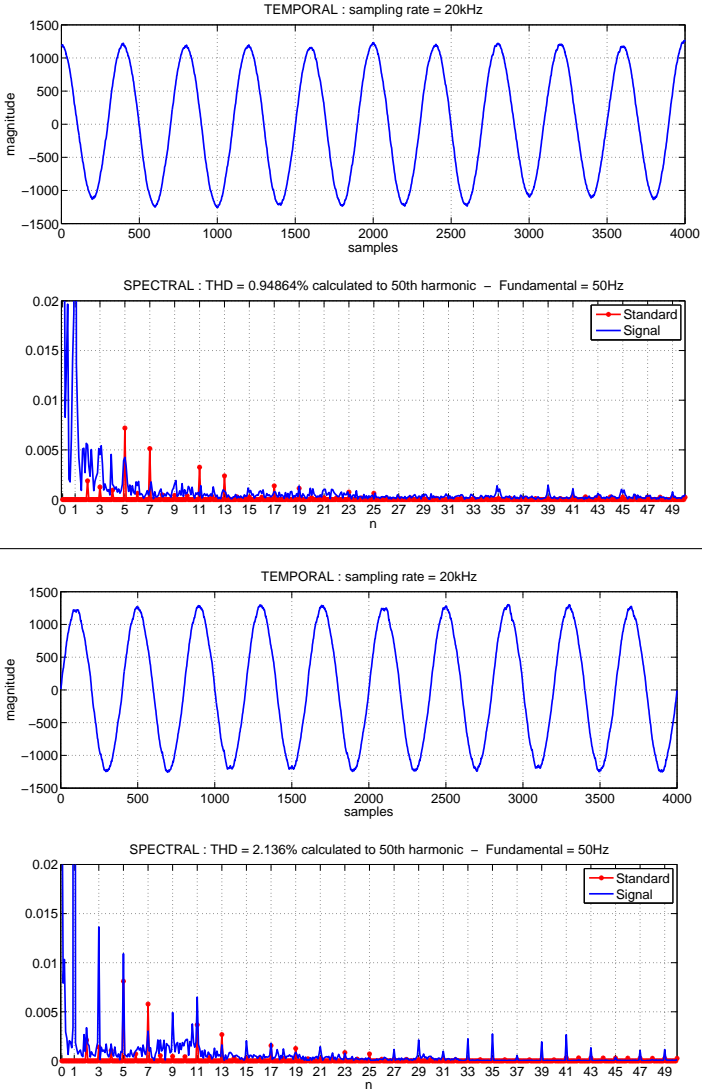 TEMPORAL : sampling rate = 20kHz
1500
1000
500
0
−500
−1000
−1500
magnitude
0 500 1000 1500 2000 2500 3000 3500 4000
samples
SPECTRAL : THD = 0.94864% calculated to 50th harmonic − Fundamental = 50Hz
0.02
0.015
0.01
0.005
0
Standard
Signal
0 1 3 5 7 9 11 13 15 17 19 21 23 25 27 29 31 33 35 37 39 41 43 45 47 49
n
TEMPORAL : sampling rate = 20kHz
1500
1000
500
0
−500
−1000
−1500
magnitude
0 500 1000 1500 2000 2500 3000 3500 4000
samples
SPECTRAL : THD = 2.136% calculated to 50th harmonic − Fundamental = 50Hz
0.02
0.015
0.01
0.005
0
Standard
Signal
0 1 3 5 7 9 11 13 15 17 19 21 23 25 27 29 31 33 35 37 39 41 43 45 47 49
n